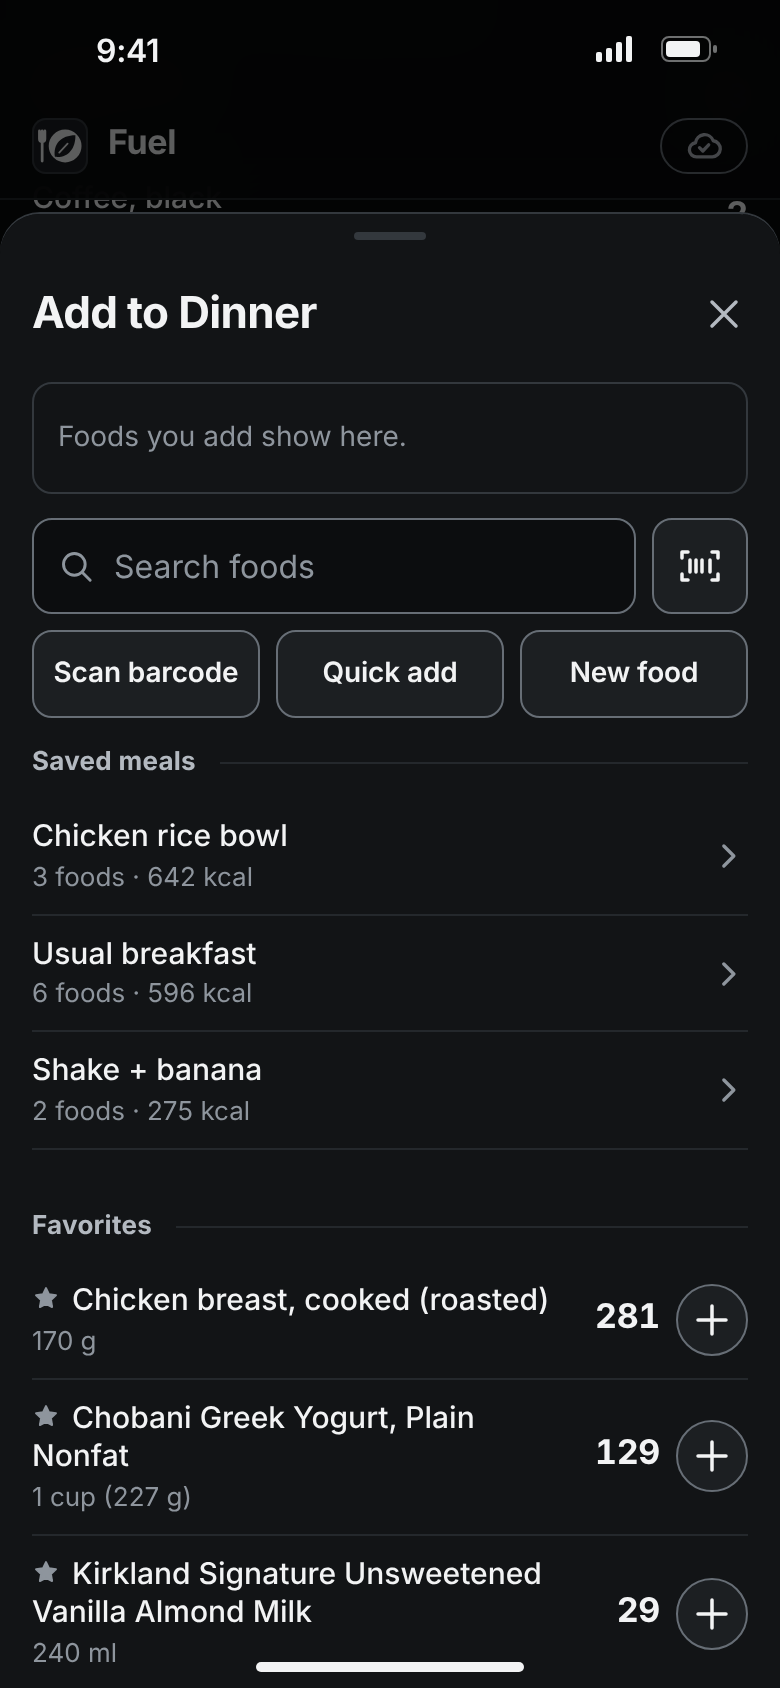 9:41
Fuel
Coffee, black 2
Add to Dinner
Foods you add show here.
Search foods
Scan barcode Quick add New food
Saved meals
Chicken rice bowl
3 foods · 642 kcal
Usual breakfast
6 foods · 596 kcal
Shake + banana
2 foods · 275 kcal
Favorites
Chicken breast, cooked (roasted) 281
170 g
Chobani Greek Yogurt, Plain
Nonfat 129
1 cup (227 g)
Kirkland Signature Unsweetened
Vanilla Almond Milk 29
240 ml